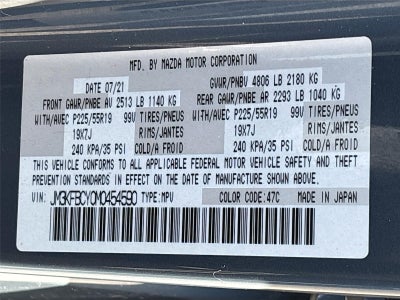 MFD. BY MAZDA MOTOR CORPORATION
DATE 07/21 GVWR/PNBV 4806 LB 2180 KG
FRONT GAWR/PNBE AV 2513 LB 1140 KG REAR GAWR/PNBE AR 2293 LB 1040 KG
WITH/AVEC P225/55R19 99V TIRES/PNEUS WITH/AVEC P225/55R19 99V TIRES/PNEUS
19X7J RIMS/JANTES 19X7J RIMS/JANTES
240 KPA/35 PSI COLD/A FROID 240 KPA/35 PSI COLD/A FROID
THIS VEHICLE CONFORMS TO ALL APPLICABLE FEDERAL MOTOR VEHICLE SAFETY AND THEFT
PREVENTION STANDARDS IN EFFECT ON THE DATE OF MANUFACTURE SHOWN ABOVE.
VIN: JM3KFBCY0M0454590 TYPE:MPV COLOR CODE:47C MADE IN JAPAN